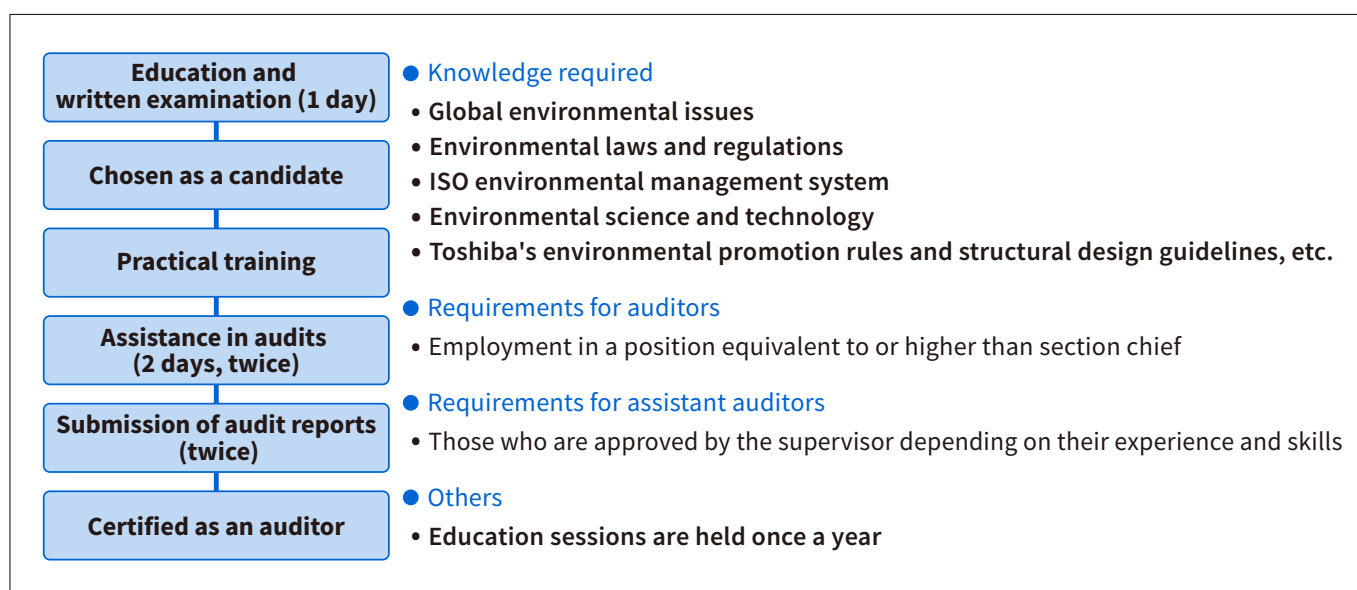 Education and
written examination (1 day)
Chosen as a candidate
Practical training
Assistance in audits
(2 days, twice)
Submission of audit reports
(twice)
Certified as an auditor
● Knowledge required
• Global environmental issues
• Environmental laws and regulations
• ISO environmental management system
• Environmental science and technology
• Toshiba's environmental promotion rules and structural design guidelines, etc.
● Requirements for auditors
• Employment in a position equivalent to or higher than section chief
● Requirements for assistant auditors
• Those who are approved by the supervisor depending on their experience and skills
● Others
• Education sessions are held once a year